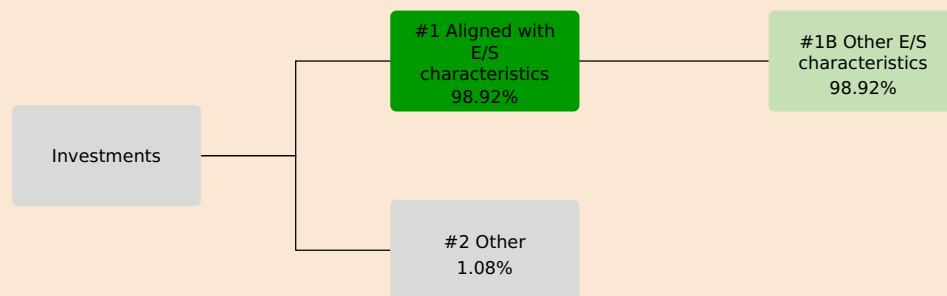 Investments
#1 Aligned with
E/S
characteristics
98.92%
#1B Other E/S
characteristics
98.92%
#2 Other
1.08%